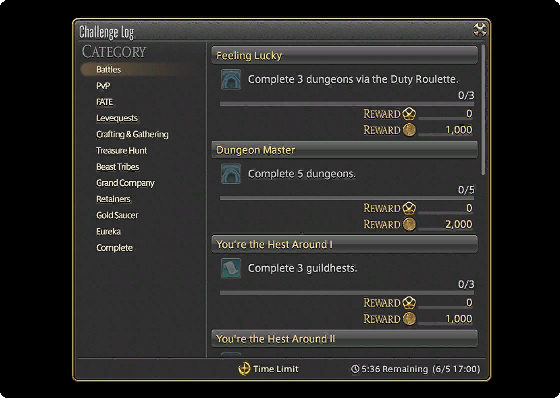 Challenge Log
CATEGORY
Battles
PvP
FATE
Levequests
Crafting & Gathering
Treasure Hunt
Beast Tribes
Grand Company
Retainers
Gold Saucer
Eureka
Complete
Feeling Lucky
Complete 3 dungeons via the Duty Roulette.
0/3
REWARD 0
REWARD 1,000
Dungeon Master
Complete 5 dungeons.
0/5
REWARD 0
REWARD 2,000
You're the Hest Around I
Complete 3 guildhests.
0/3
REWARD 0
REWARD 1,000
You're the Hest Around II
Time Limit
5:36 Remaining (6/5 17:00)